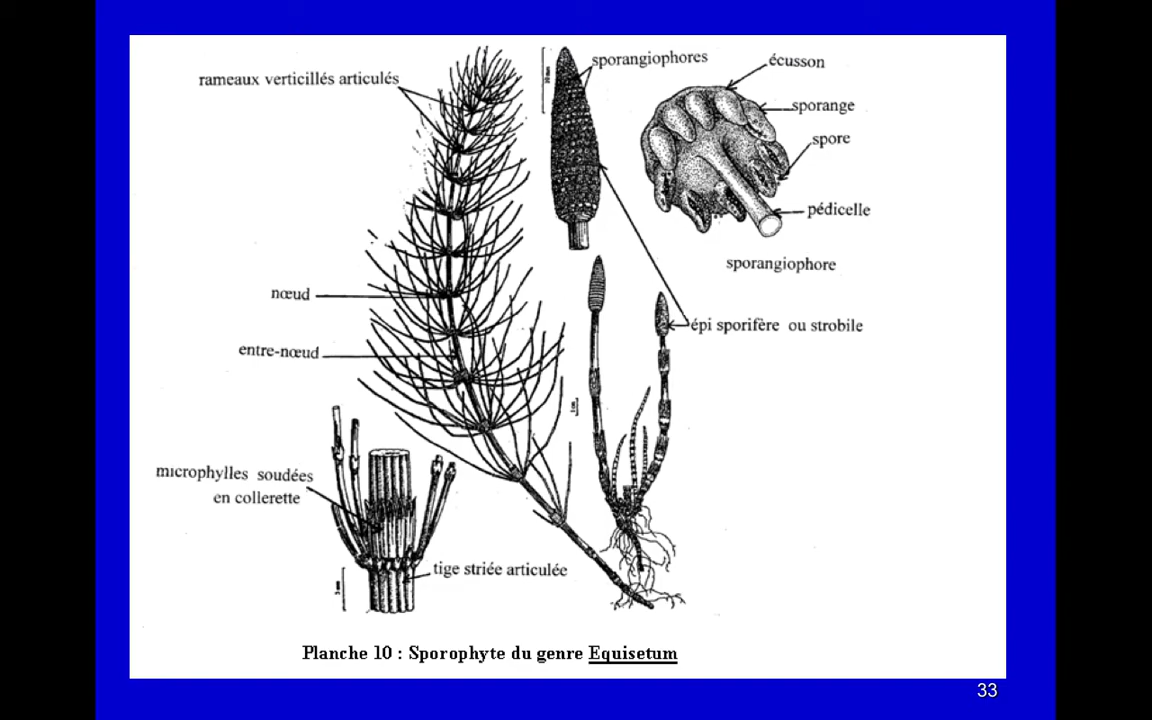 rameaux verticillés articulés
sporangiophores
écusson
sporange
spore
pédicelle
sporangiophore
nœud
entre-nœud
épi sporifère ou strobile
microphylles soudées
en collerette
tige striée articulée
Planche 10 : Sporophyte du genre Equisetum
33